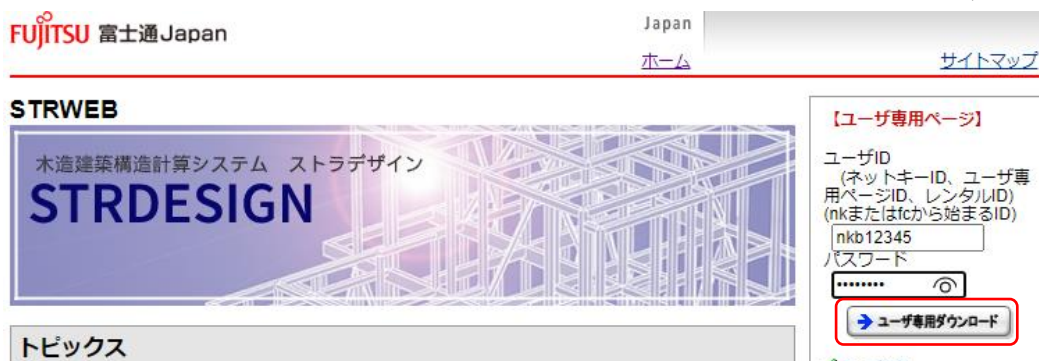 FUJITSU 富士通Japan
Japan
ホーム
サイトマップ
STRWEB
木造建築構造計算システム ストラデザイン
STRDESIGN
トピックス
【ユーザ専用ページ】
ユーザID
(ネットキーID、ユーザ専
用ページID、レンタルID)
(nkまたはfcから始まるID)
nkb12345
パスワード
••••••••
ユーザ専用ダウンロード